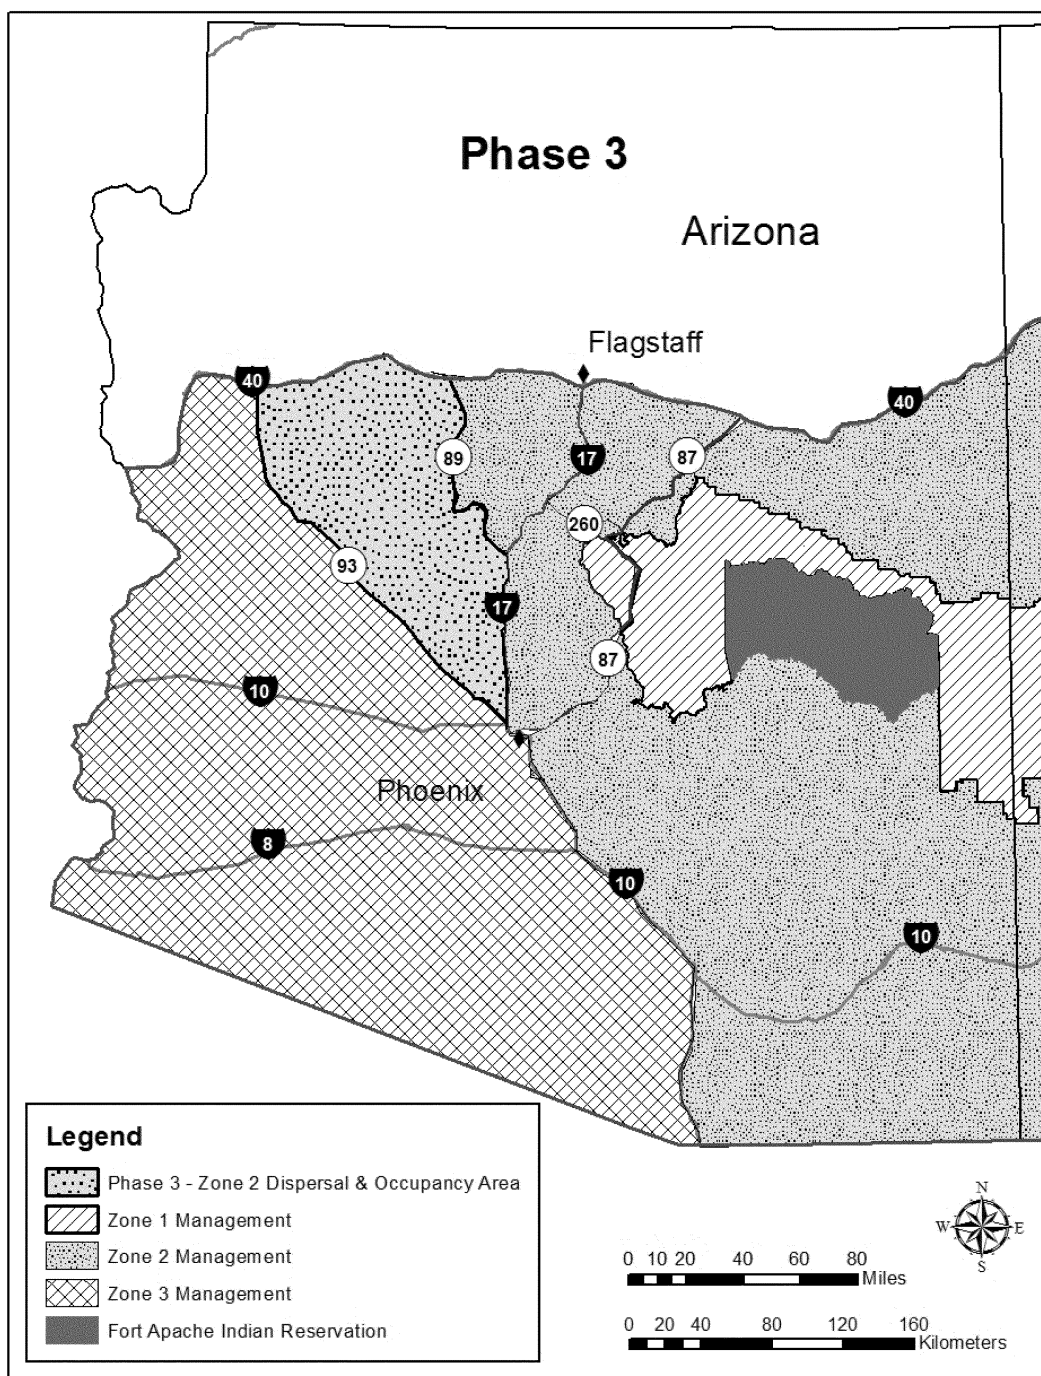 Phase 3
Arizona
Flagstaff
40
40
89
17
87
260
93
17
87
10
Phoenix
8
10
10
Legend
Phase 3 - Zone 2 Dispersal & Occupancy Area
Zone 1 Management
Zone 2 Management
Zone 3 Management
Fort Apache Indian Reservation
N
W E
S
0 10 20 40 60 80
Miles
0 20 40 80 120 160
Kilometers